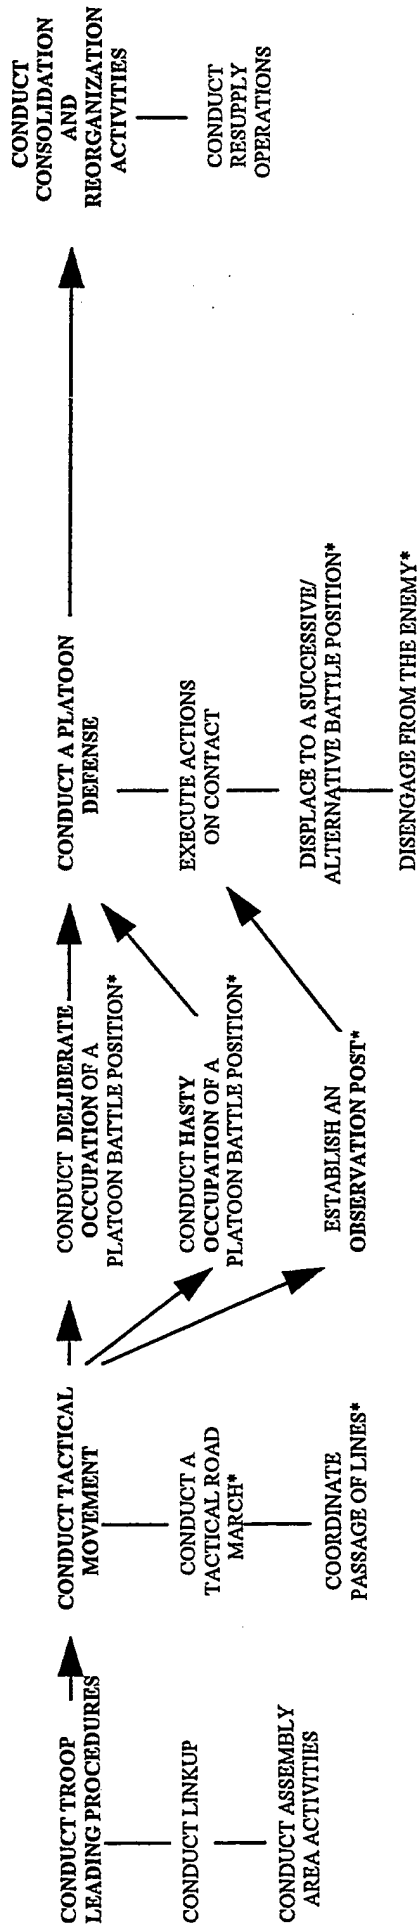 CONDUCT TROOP
LEADING PROCEDURES
CONDUCT LINKUP
CONDUCT ASSEMBLY
AREA ACTIVITIES
CONDUCT TACTICAL
MOVEMENT
CONDUCT A
TACTICAL ROAD
MARCH*
COORDINATE
PASSAGE OF LINES*
CONDUCT DELIBERATE
OCCUPATION OF A
PLATOON BATTLE POSITION*
CONDUCT HASTY
OCCUPATION OF A
PLATOON BATTLE POSITION*
ESTABLISH AN
OBSERVATION POST*
CONDUCT A PLATOON
DEFENSE
EXECUTE ACTIONS
ON CONTACT
DISPLACE TO A SUCCESSIVE/
ALTERNATIVE BATTLE POSITION*
DISENGAGE FROM THE ENEMY*
CONDUCT
CONSOLIDATION
AND
REORGANIZATION
ACTIVITIES
CONDUCT
RESUPPLY
OPERATIONS